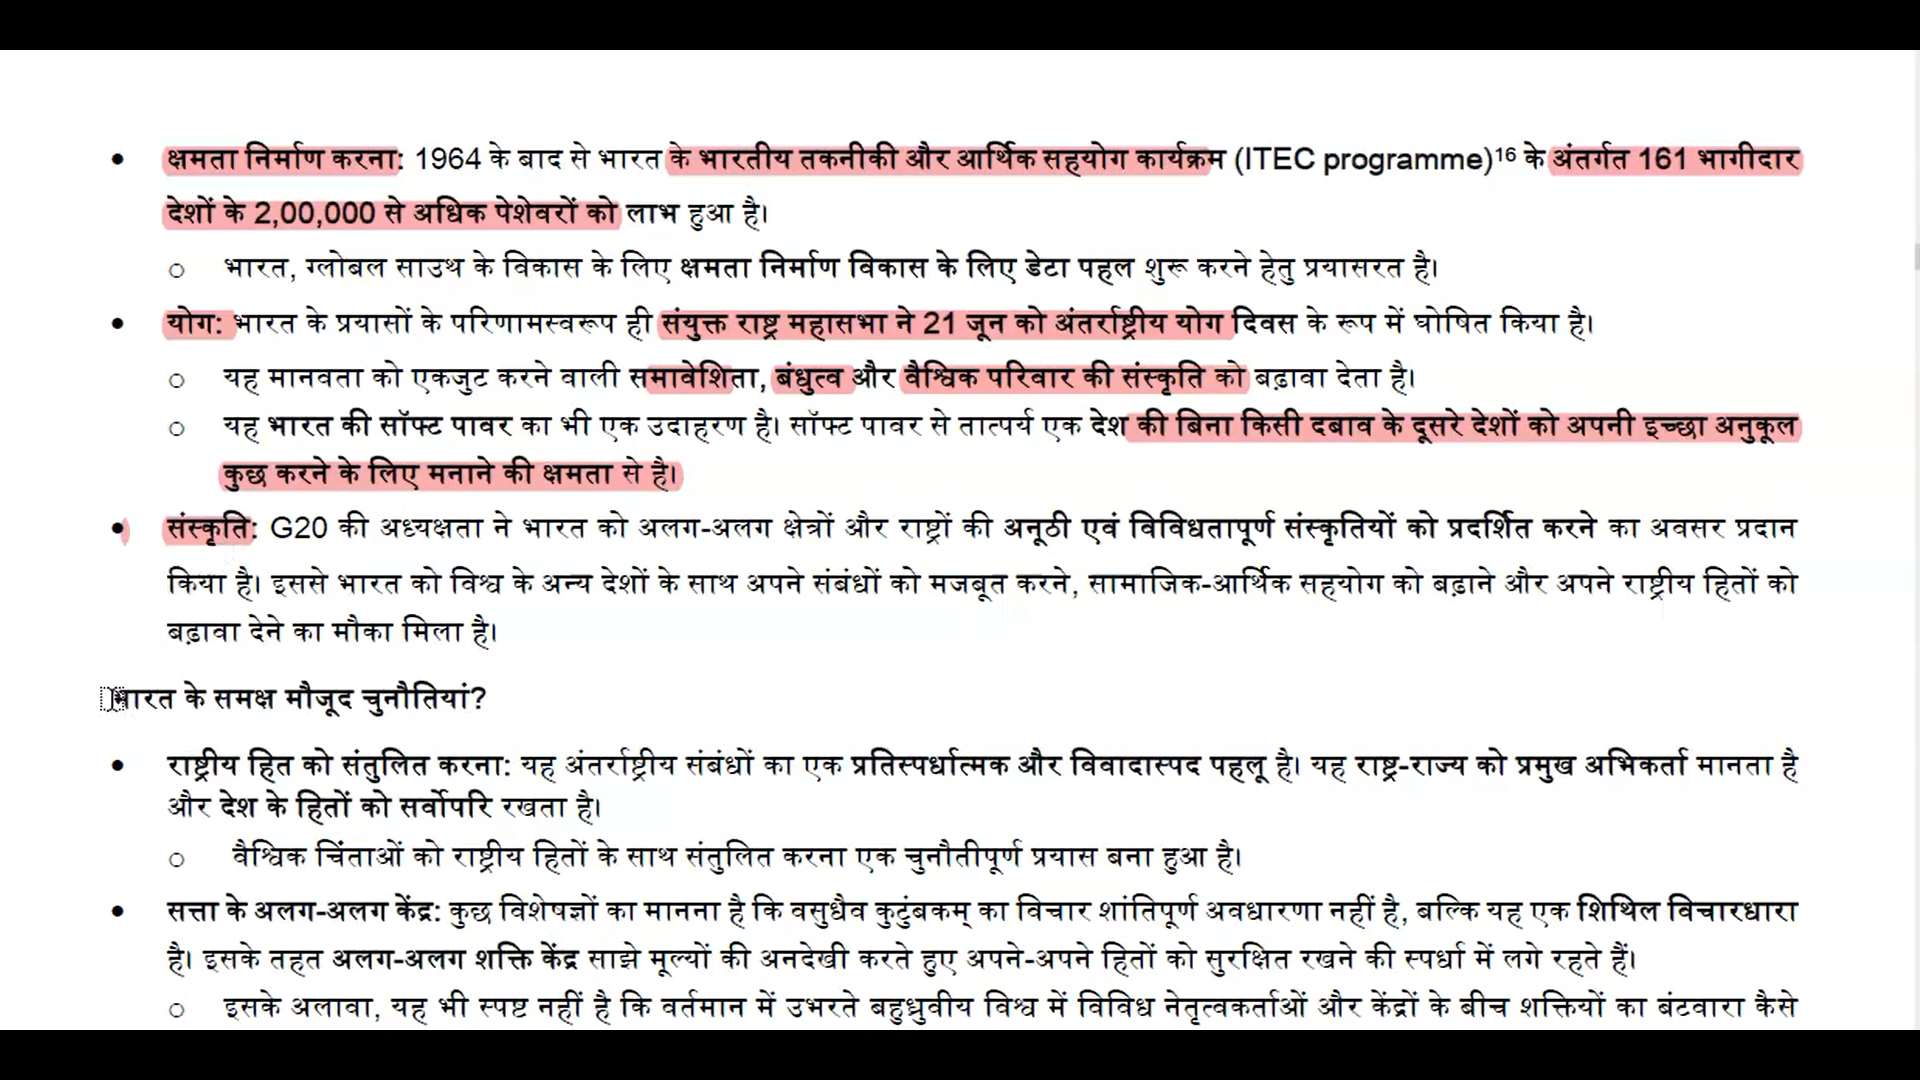 • क्षमता निर्माण करना: 1964 के बाद से भारत के भारतीय तकनीकी और आर्थिक सहयोग कार्यक्रम (ITEC programme)¹⁶ के अंतर्गत 161 भागीदार
देशों के 2,00,000 से अधिक पेशेवरों को लाभ हुआ है।
○ भारत, ग्लोबल साउथ के विकास के लिए क्षमता निर्माण विकास के लिए डेटा पहल शुरू करने हेतु प्रयासरत है।
• योग: भारत के प्रयासों के परिणामस्वरूप ही संयुक्त राष्ट्र महासभा ने 21 जून को अंतर्राष्ट्रीय योग दिवस के रूप में घोषित किया है।
○ यह मानवता को एकजुट करने वाली समावेशिता, बंधुत्व और वैश्विक परिवार की संस्कृति को बढ़ावा देता है।
○ यह भारत की सॉफ्ट पावर का भी एक उदाहरण है। सॉफ्ट पावर से तात्पर्य एक देश की बिना किसी दबाव के दूसरे देशों को अपनी इच्छा अनुकूल
कुछ करने के लिए मनाने की क्षमता से है।
• संस्कृति: G20 की अध्यक्षता ने भारत को अलग-अलग क्षेत्रों और राष्ट्रों की अनूठी एवं विविधतापूर्ण संस्कृतियों को प्रदर्शित करने का अवसर प्रदान
किया है। इससे भारत को विश्व के अन्य देशों के साथ अपने संबंधों को मजबूत करने, सामाजिक-आर्थिक सहयोग को बढ़ाने और अपने राष्ट्रीय हितों को
बढ़ावा देने का मौका मिला है।
भारत के समक्ष मौजूद चुनौतियां?
• राष्ट्रीय हित को संतुलित करना: यह अंतर्राष्ट्रीय संबंधों का एक प्रतिस्पर्धात्मक और विवादास्पद पहलू है। यह राष्ट्र-राज्य को प्रमुख अभिकर्ता मानता है
और देश के हितों को सर्वोपरि रखता है।
○ वैश्विक चिंताओं को राष्ट्रीय हितों के साथ संतुलित करना एक चुनौतीपूर्ण प्रयास बना हुआ है।
• सत्ता के अलग-अलग केंद्र: कुछ विशेषज्ञों का मानना है कि वसुधैव कुटुंबकम् का विचार शांतिपूर्ण अवधारणा नहीं है, बल्कि यह एक शिथिल विचारधारा
है। इसके तहत अलग-अलग शक्ति केंद्र साझे मूल्यों की अनदेखी करते हुए अपने-अपने हितों को सुरक्षित रखने की स्पर्धा में लगे रहते हैं।
○ इसके अलावा, यह भी स्पष्ट नहीं है कि वर्तमान में उभरते बहुध्रुवीय विश्व में विविध नेतृत्वकर्ताओं और केंद्रों के बीच शक्तियों का बंटवारा कैसे